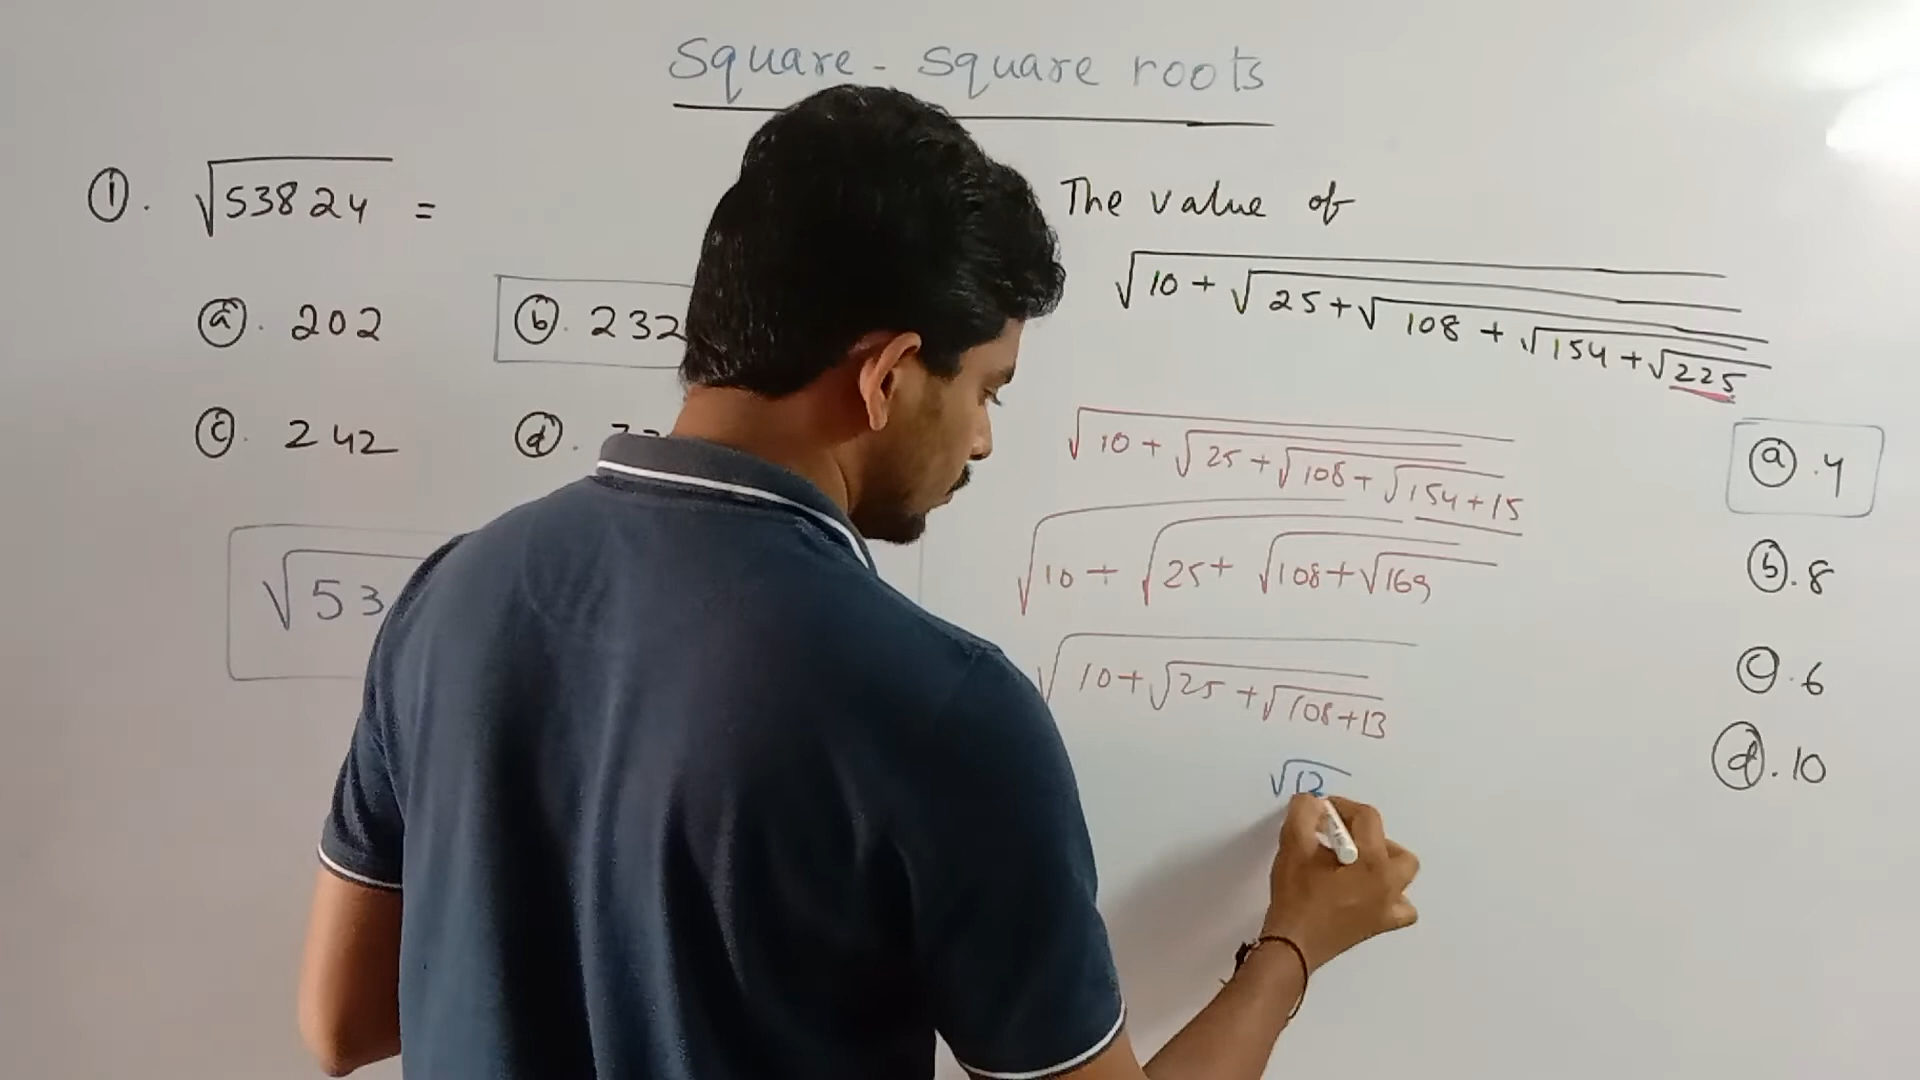 Square - Square roots
①. √53824 =
ⓐ. 202
ⓑ. 232
ⓒ. 242
ⓓ.
√53
The value of
√10 + √25 + √108 + √154 + √225
√10 + √25 + √108 + √154 + 15
√10 + √25 + √108 + √169
√10 + √25 + √108 + 13
√12
ⓐ. 4
ⓑ. 8
ⓒ. 6
ⓓ. 10